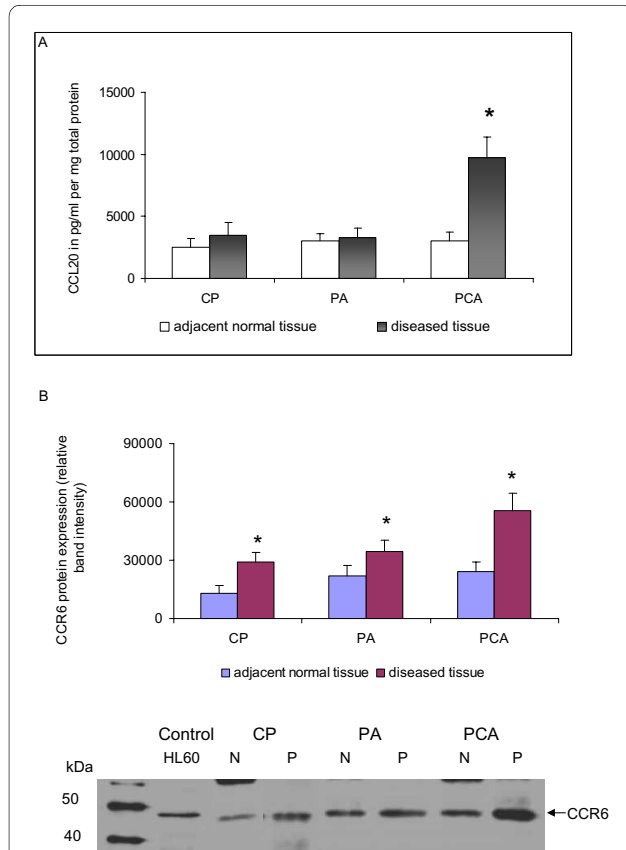 A
CCL20 in pg/ml per mg total protein
15000
10000
5000
0
*
CP PA PCA
adjacent normal tissue diseased tissue
B
CCR6 protein expression (relative
band intensity)
90000
60000
30000
0
* * *
CP PA PCA
adjacent normal tissue diseased tissue
Control CP PA PCA
kDa HL60 N P N P N P
50
40
CCR6